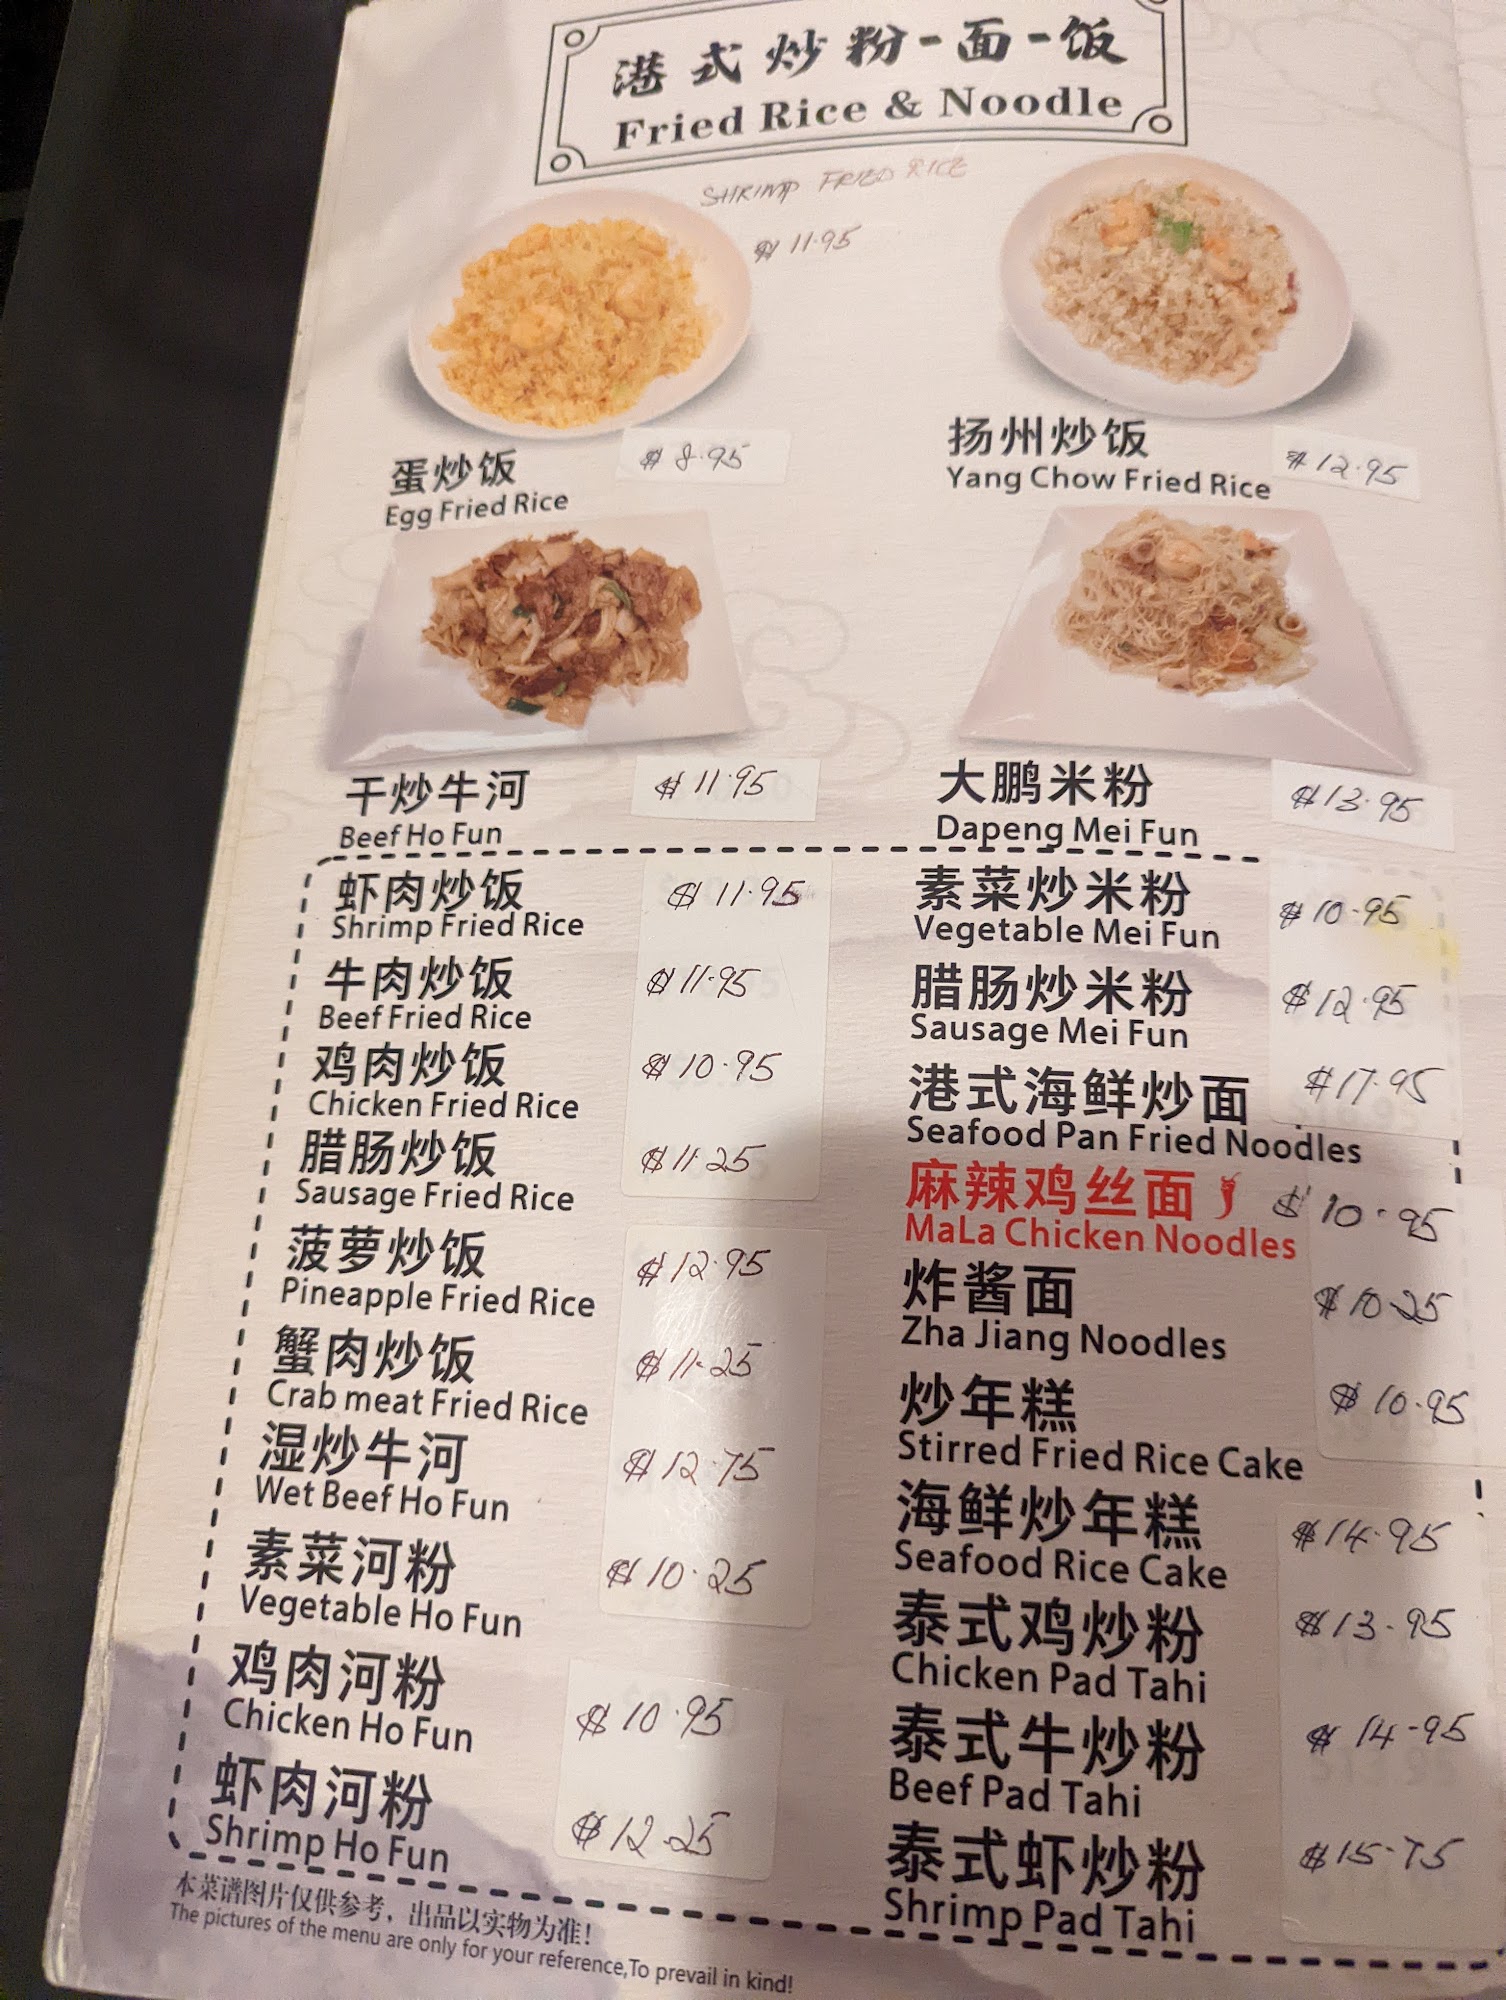 港式炒粉-面-饭
Fried Rice & Noodle
SHRIMP FRIED RICE
$ 11.95
蛋炒饭 $ 8.95
Egg Fried Rice
扬州炒饭 $ 12.95
Yang Chow Fried Rice
干炒牛河 $ 11.95
Beef Ho Fun
大鹏米粉 $ 13.95
Dapeng Mei Fun
虾肉炒饭 $ 11.95
Shrimp Fried Rice
牛肉炒饭 $ 11.95
Beef Fried Rice
鸡肉炒饭 $ 10.95
Chicken Fried Rice
腊肠炒饭 $ 11.25
Sausage Fried Rice
菠萝炒饭 $ 12.95
Pineapple Fried Rice
蟹肉炒饭 $ 11.25
Crab meat Fried Rice
湿炒牛河 $ 12.75
Wet Beef Ho Fun
素菜河粉 $ 10.25
Vegetable Ho Fun
鸡肉河粉 $ 10.95
Chicken Ho Fun
虾肉河粉 $ 12.25
Shrimp Ho Fun
素菜炒米粉 $ 10.95
Vegetable Mei Fun
腊肠炒米粉 $ 12.95
Sausage Mei Fun
港式海鲜炒面 $ 17.95
Seafood Pan Fried Noodles
麻辣鸡丝面 $ 10.95
MaLa Chicken Noodles
炸酱面 $ 10.25
Zha Jiang Noodles
炒年糕 $ 10.95
Stirred Fried Rice Cake
海鲜炒年糕 $ 14.95
Seafood Rice Cake
泰式鸡炒粉 $ 13.95
Chicken Pad Tahi
泰式牛炒粉 $ 14.95
Beef Pad Tahi
泰式虾炒粉 $ 15.75
Shrimp Pad Tahi
本菜谱图片仅供参考，出品以实物为准！
The pictures of the menu are only for your reference,To prevail in kind!